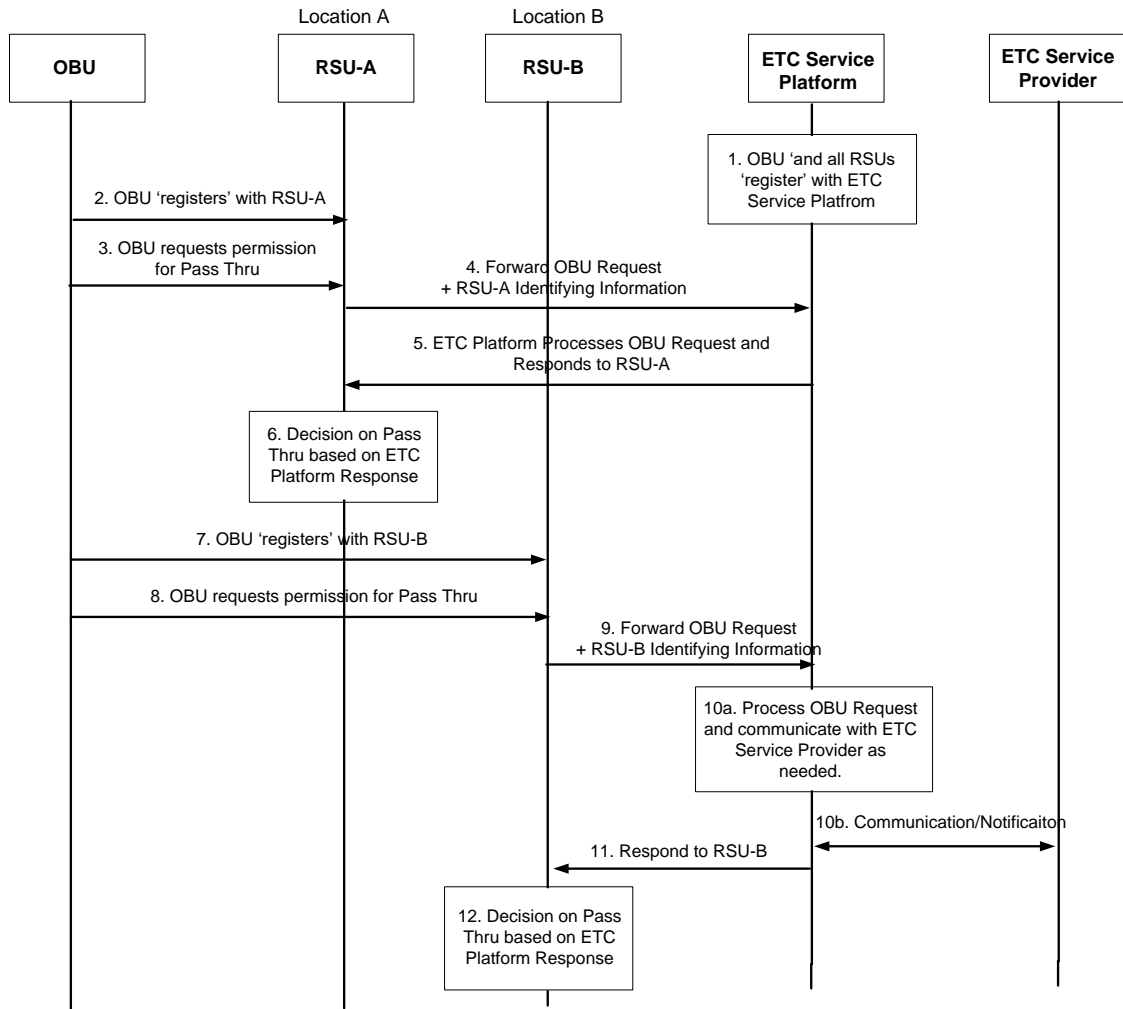 Location A
Location B
OBU
RSU-A
RSU-B
ETC Service
Platform
ETC Service
Provider
1. OBU 'and all RSUs
'register' with ETC
Service Platfrom
2. OBU ‘registers’ with RSU-A
3. OBU requests permission
for Pass Thru
4. Forward OBU Request
+ RSU-A Identifying Information
5. ETC Platform Processes OBU Request and
Responds to RSU-A
6. Decision on Pass
Thru based on ETC
Platform Response
7. OBU ‘registers’ with RSU-B
8. OBU requests permission for Pass Thru
9. Forward OBU Request
+ RSU-B Identifying Information
10a. Process OBU Request
and communicate with ETC
Service Provider as
needed.
10b. Communication/Notificaiton
11. Respond to RSU-B
12. Decision on Pass
Thru based on ETC
Platform Response